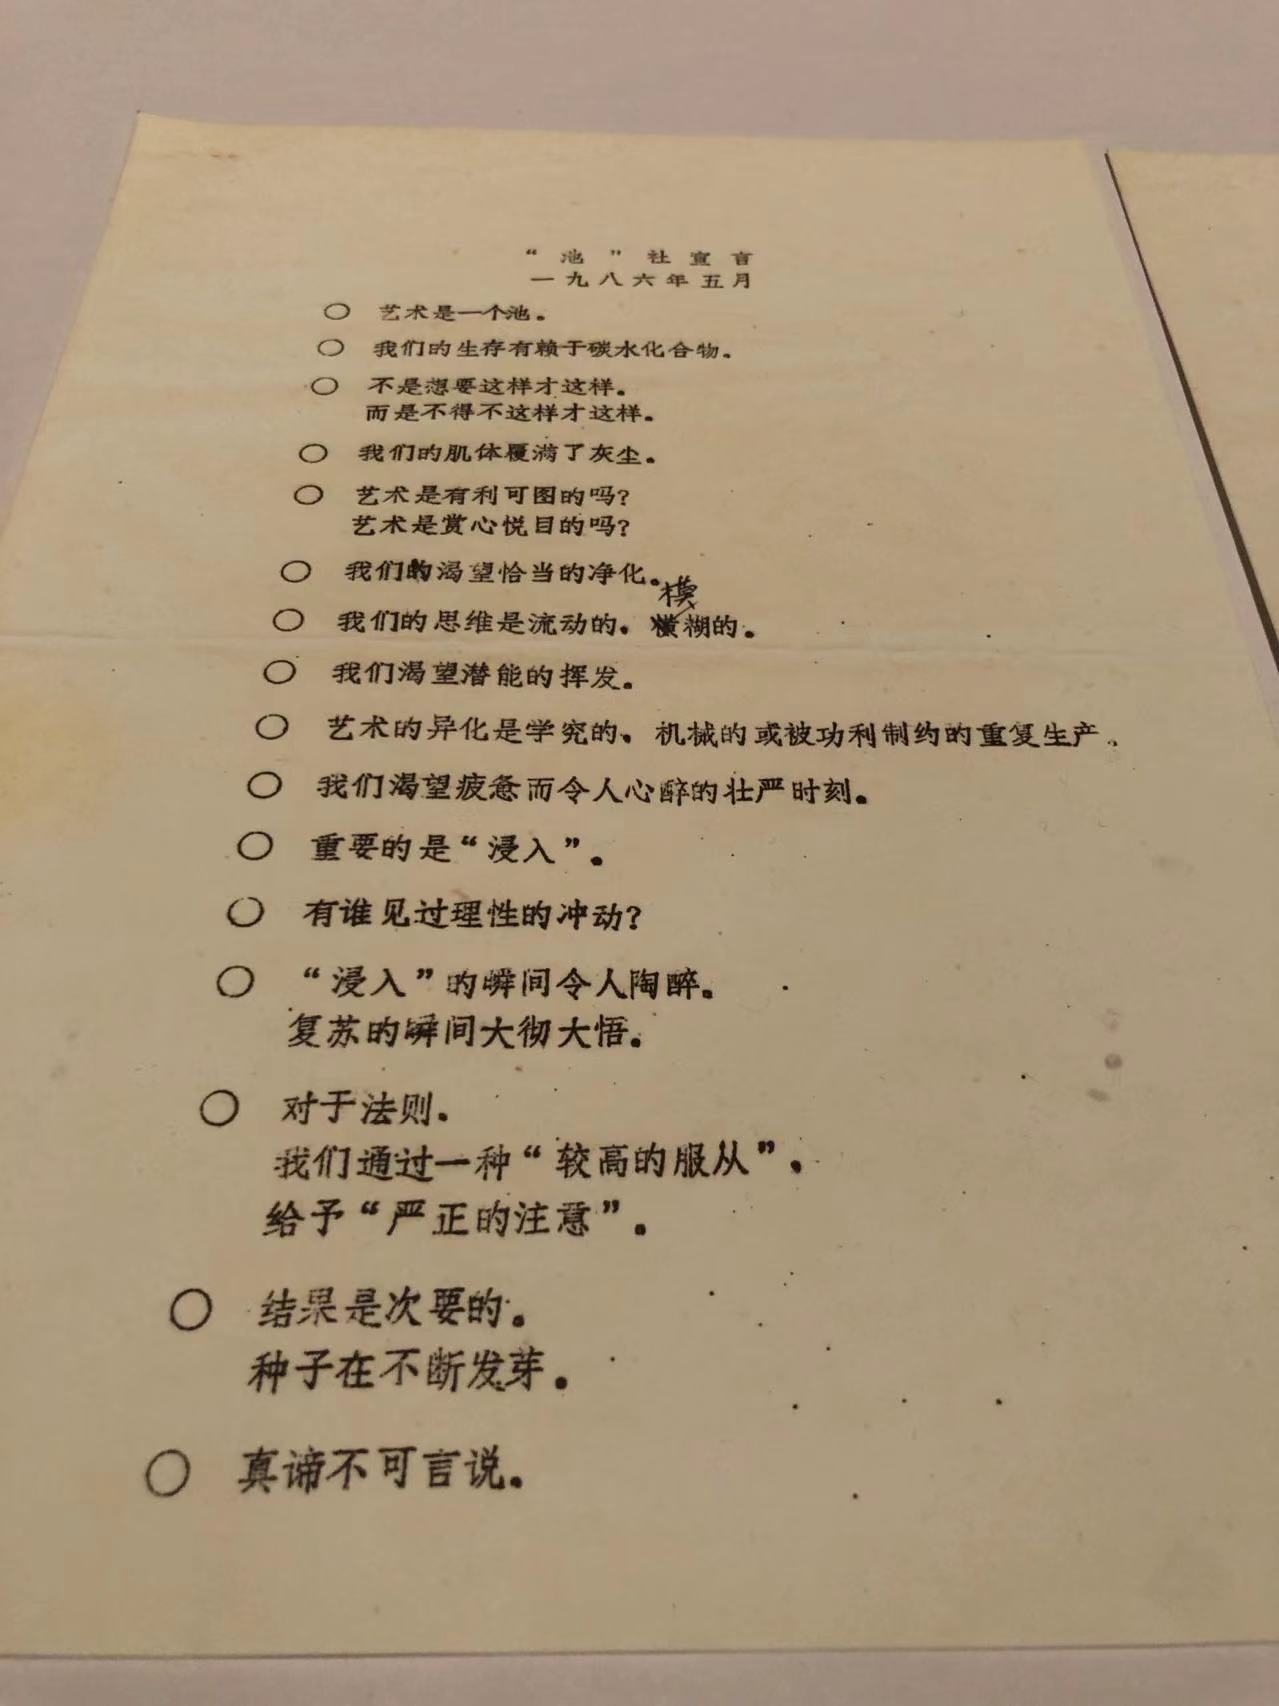 “池”社宣言
一九八六年五月
○ 艺术是一个池。
○ 我们的生存有赖于碳水化合物。
○ 不是想要这样才这样。
而是不得不这样才这样。
○ 我们的肌体覆满了灰尘。
○ 艺术是有利可图的吗?
艺术是赏心悦目的吗?
○ 我们的渴望恰当的净化。
模
○ 我们的思维是流动的、横糊的。
○ 我们渴望潜能的挥发。
○ 艺术的异化是学究的、机械的或被功利制约的重复生产。
○ 我们渴望疲惫而令人心醉的壮严时刻。
○ 重要的是“浸入”。
○ 有谁见过理性的冲动?
○ “浸入”的瞬间令人陶醉。
复苏的瞬间大彻大悟。
○ 对于法则。
我们通过一种“较高的服从”、
给予“严正的注意”。
○ 结果是次要的。
种子在不断发芽。
○ 真谛不可言说。